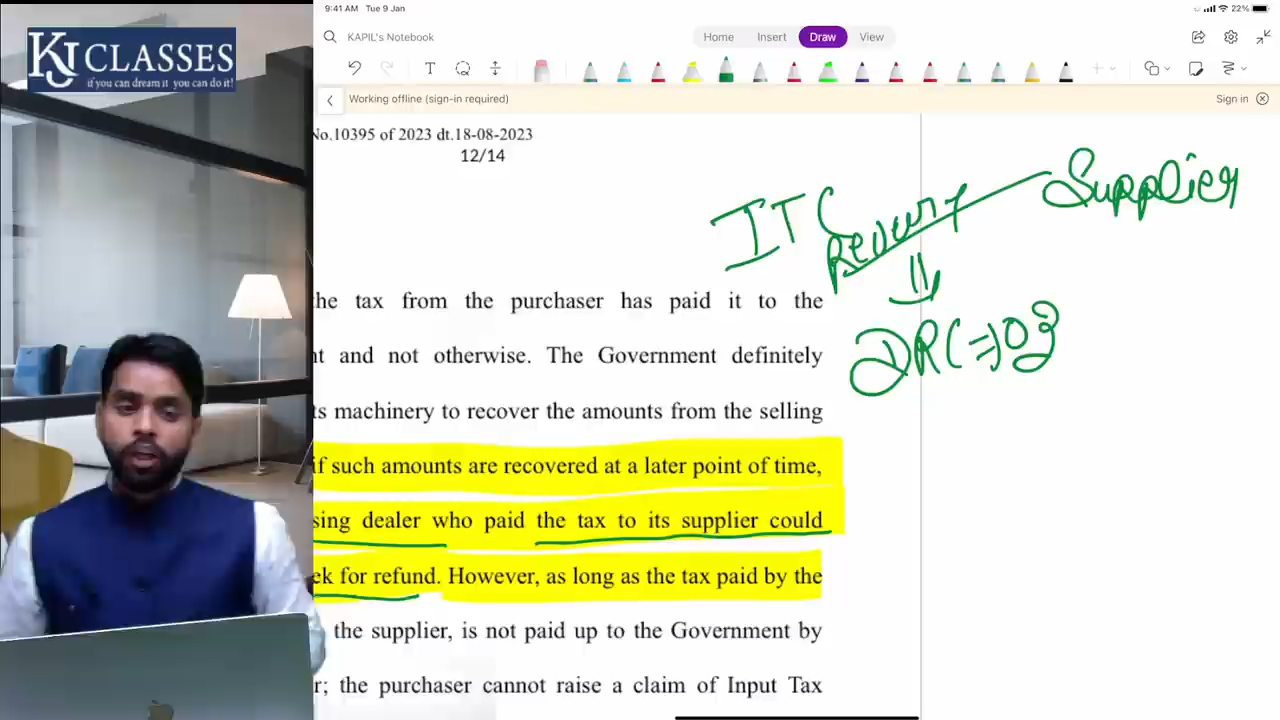 9:41 AM Tue 9 Jan
22%
KJ CLASSES
if you can dream it you can do it!
KAPIL's Notebook
Home Insert Draw View
T
Working offline (sign-in required)
Sign in
No.10395 of 2023 dt.18-08-2023
12/14
Supplier
ITC
DRC => 03
the tax from the purchaser has paid it to the
and not otherwise. The Government definitely
machinery to recover the amounts from the selling
if such amounts are recovered at a later point of time,
sing dealer who paid the tax to its supplier could
ek for refund. However, as long as the tax paid by the
the supplier, is not paid up to the Government by
r; the purchaser cannot raise a claim of Input Tax